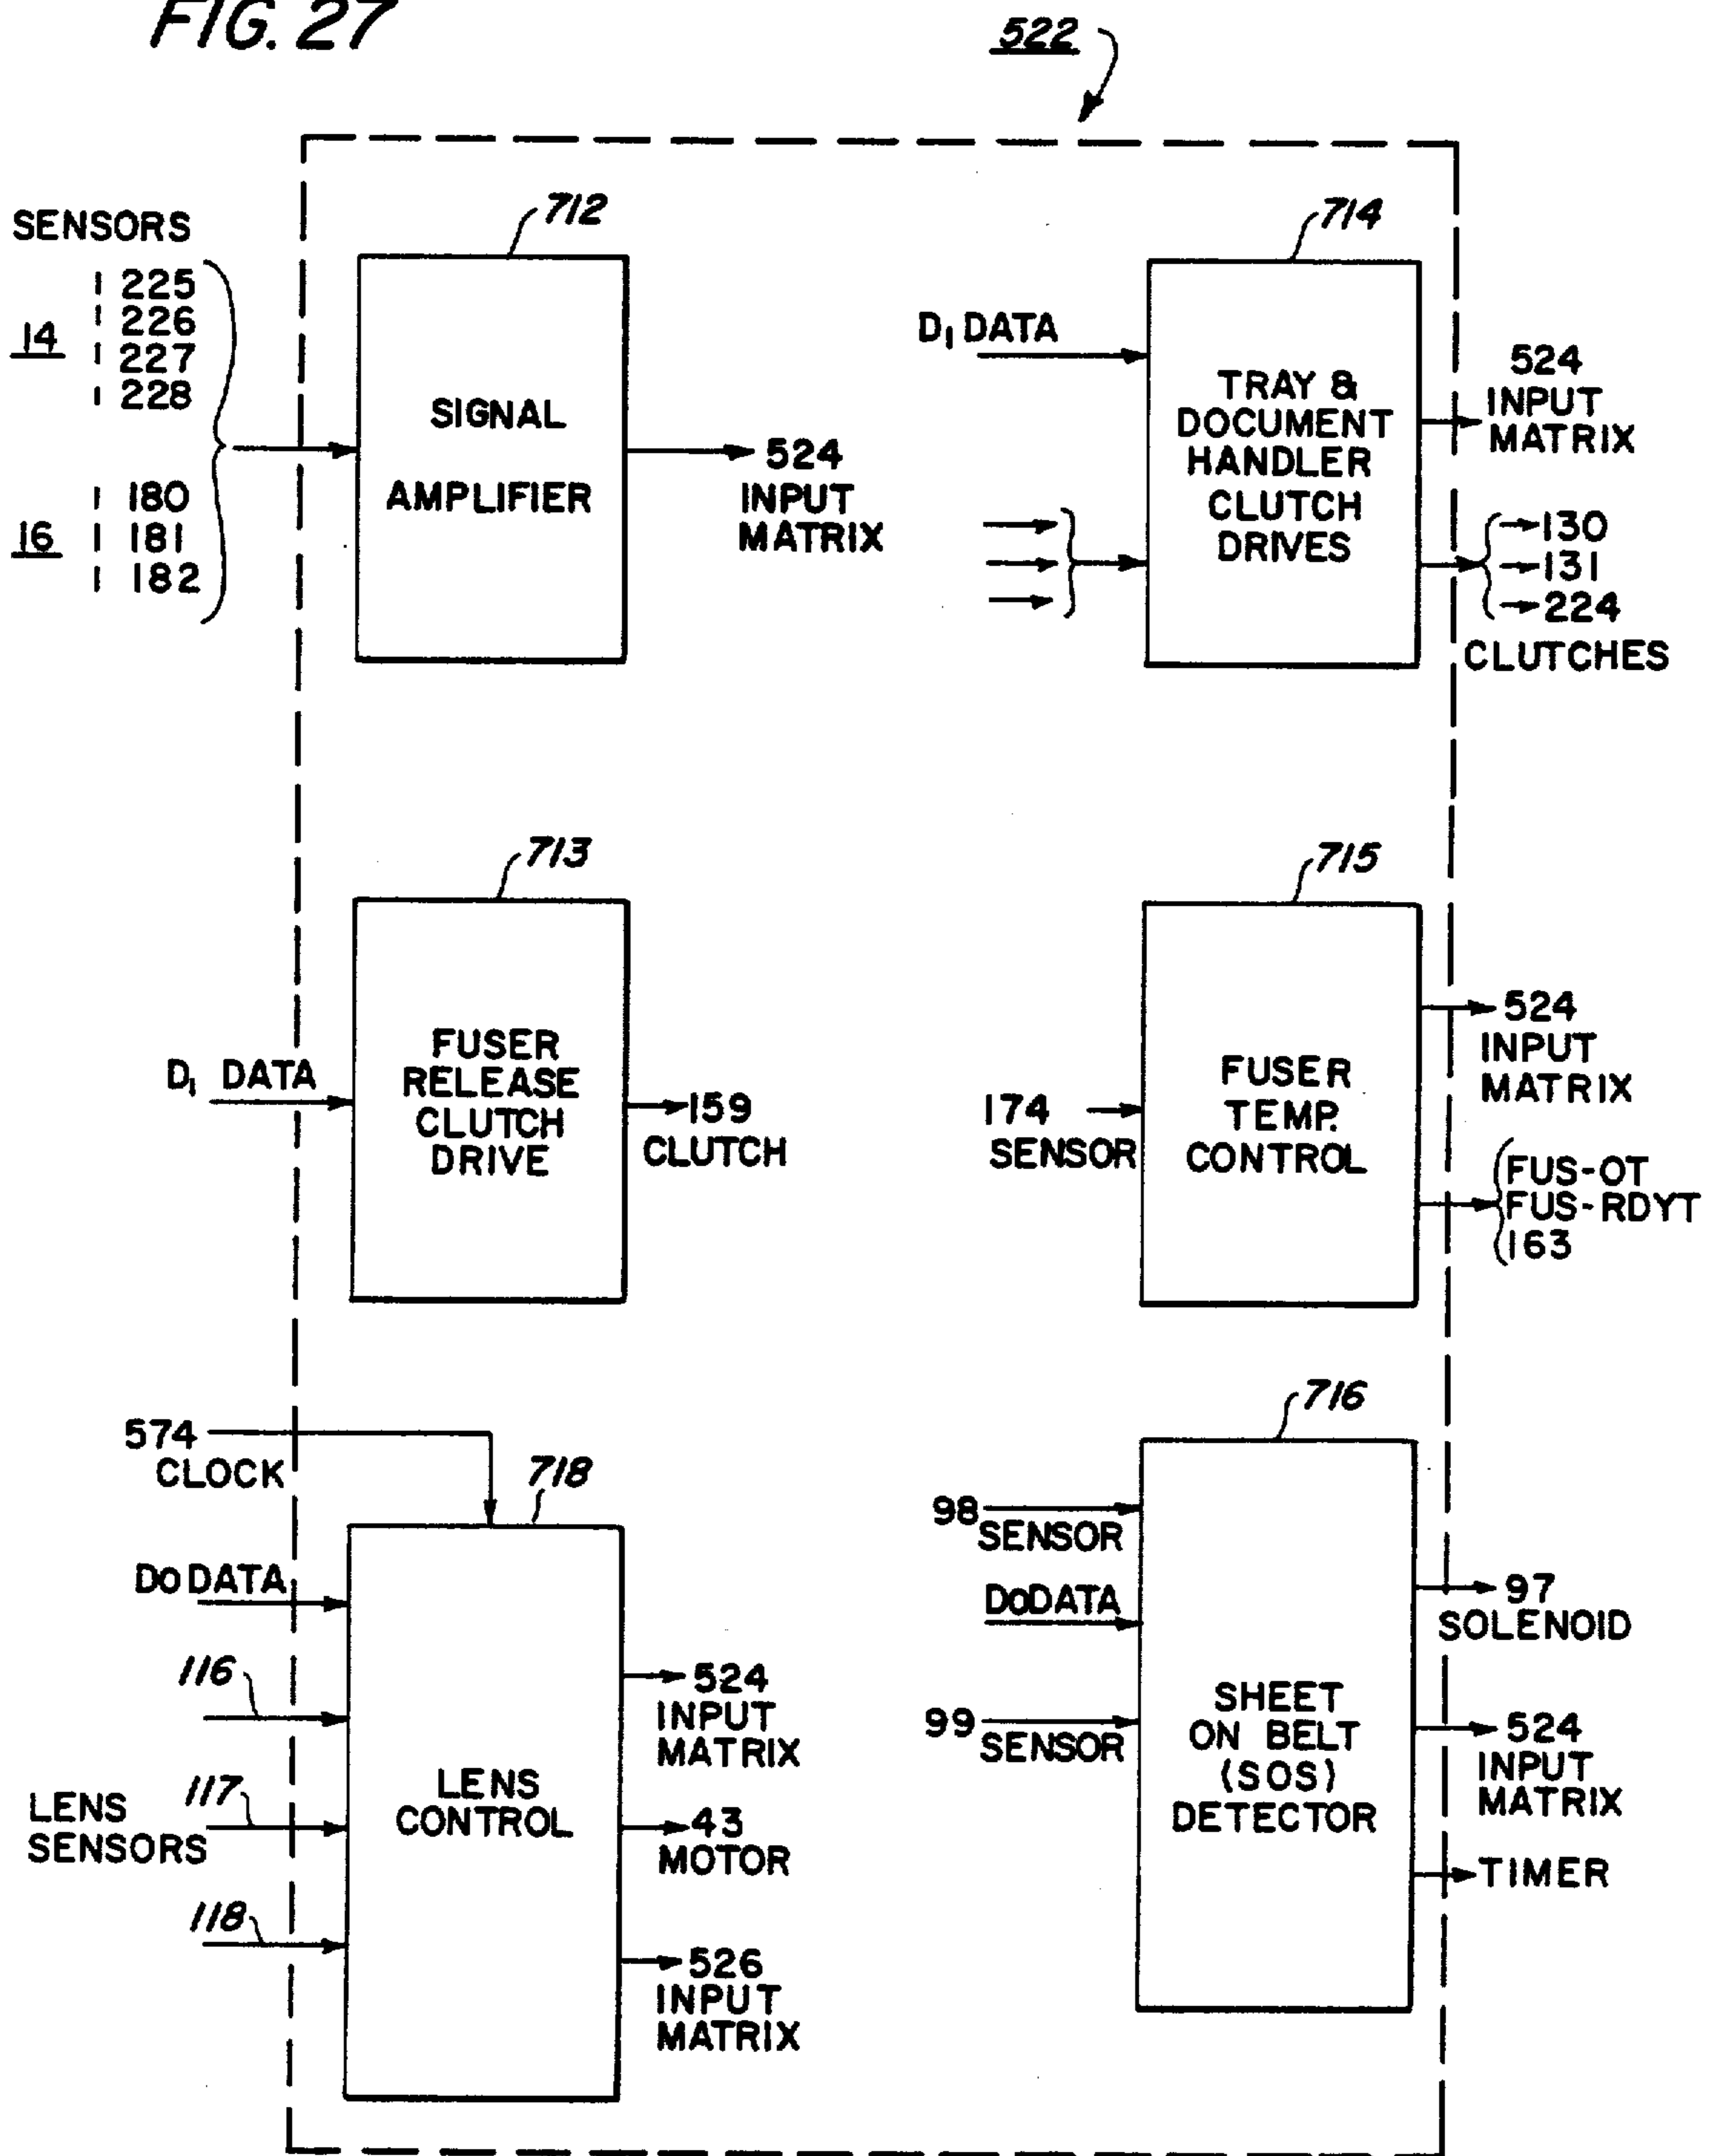 FIG. 27
522
SENSORS
712
225
226
14
227
228
180
16
181
182
SIGNAL
AMPLIFIER
524
INPUT
MATRIX
714
D1 DATA
TRAY &
DOCUMENT
HANDLER
CLUTCH
DRIVES
524
INPUT
MATRIX
130
131
224
CLUTCHES
713
D1 DATA
FUSER
RELEASE
CLUTCH
DRIVE
159
CLUTCH
715
174
SENSOR
FUSER
TEMP.
CONTROL
524
INPUT
MATRIX
FUS-OT
FUS-RDYT
163
574
CLOCK
718
DO DATA
116
LENS
SENSORS
117
118
LENS
CONTROL
524
INPUT
MATRIX
43
MOTOR
526
INPUT
MATRIX
716
98
SENSOR
DODATA
99
SENSOR
SHEET
ON BELT
(SOS)
DETECTOR
97
SOLENOID
524
INPUT
MATRIX
TIMER